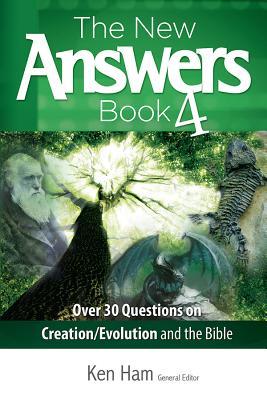 The New
Answers
Book 4
Over 30 Questions on
Creation/Evolution and the Bible
Ken Ham General Editor